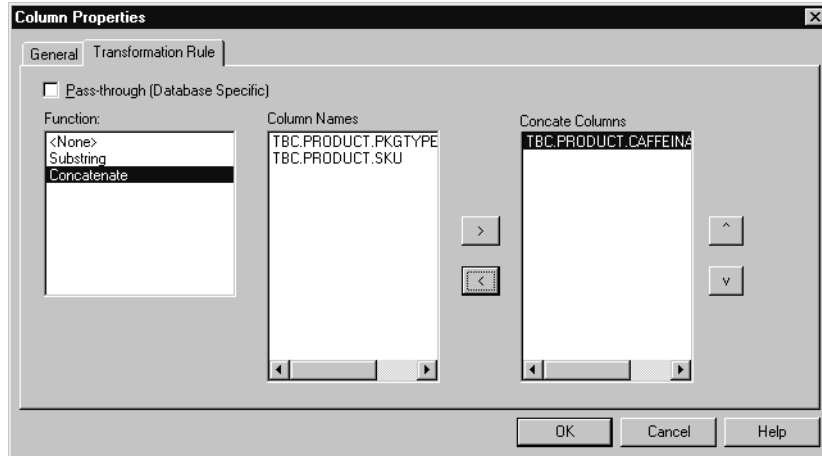 Column Properties
General Transformation Rule
Pass-through (Database Specific)
Function:
Column Names
Concate Columns
<None>
Substring
Concatenate
TBC.PRODUCT.PKGTYPE
TBC.PRODUCT.SKU
TBC.PRODUCT.CAFFEINA
>
<
^
v
OK Cancel Help